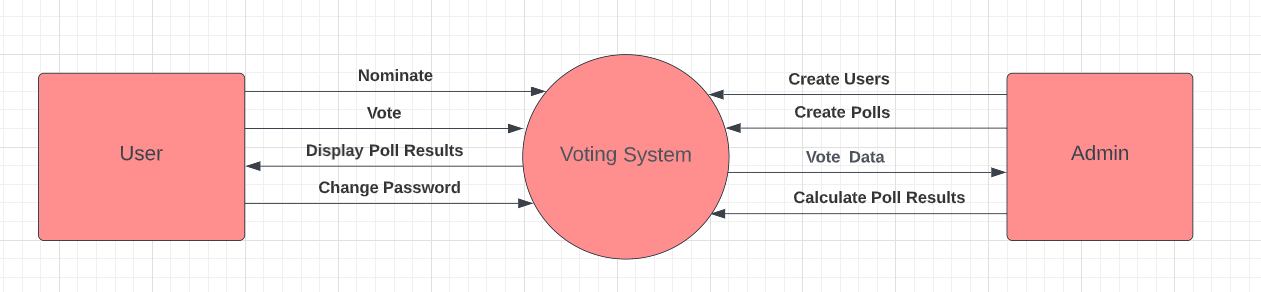 Nominate
Vote
Display Poll Results
Change Password
User
Voting System
Create Users
Create Polls
Vote Data
Calculate Poll Results
Admin